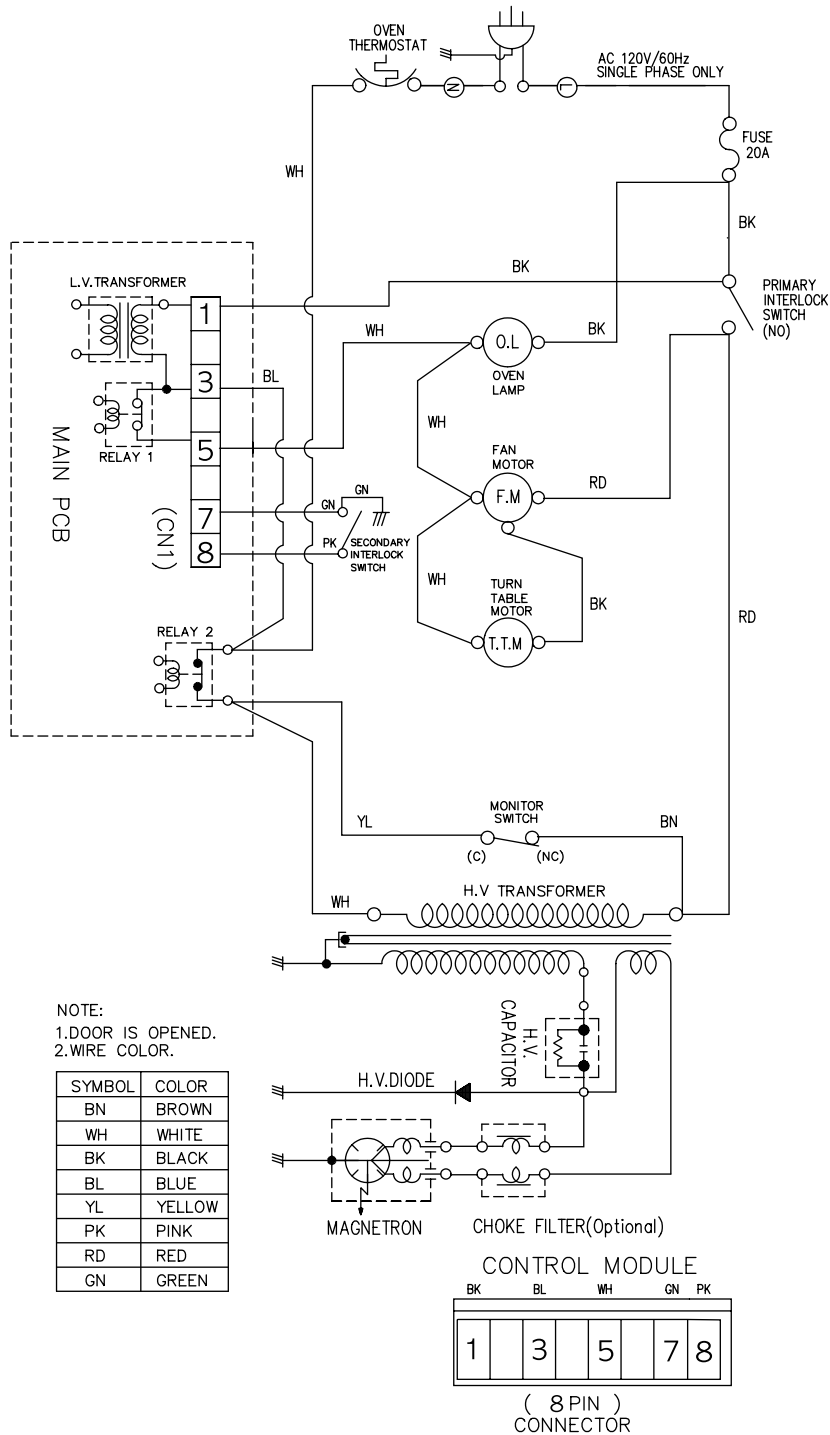 OVEN
THERMOSTAT
N
L
AC 120V/60Hz
SINGLE PHASE ONLY
FUSE
20A
WH
BK
BK
L.V.TRANSFORMER
PRIMARY
INTERLOCK
SWITCH
(NO)
1
WH
O.L
BK
OVEN
LAMP
3
BL
RELAY 1
5
WH
FAN
MOTOR
F.M
RD
MAIN PCB
(CN1)
GN
GN
7
8
PK
SECONDARY
INTERLOCK
SWITCH
WH
TURN
TABLE
MOTOR
T.T.M
BK
RD
RELAY 2
MONITOR
SWITCH
YL
BN
(C)
(NC)
H.V TRANSFORMER
WH
H.V.
CAPACITOR
NOTE:
1.DOOR IS OPENED.
2.WIRE COLOR.
H.V.DIODE
SYMBOL COLOR
BN BROWN
WH WHITE
BK BLACK
BL BLUE
YL YELLOW
PK PINK
RD RED
GN GREEN
MAGNETRON
CHOKE FILTER(Optional)
CONTROL MODULE
BK BL WH GN PK
1 3 5 7 8
( 8 PIN )
CONNECTOR